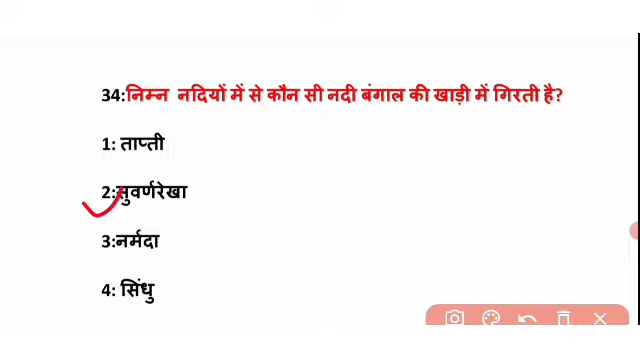 34:निम्न नदियों में से कौन सी नदी बंगाल की खाड़ी में गिरती है?
1: ताप्ती
2:सुवर्णरेखा
3:नर्मदा
4: सिंधु